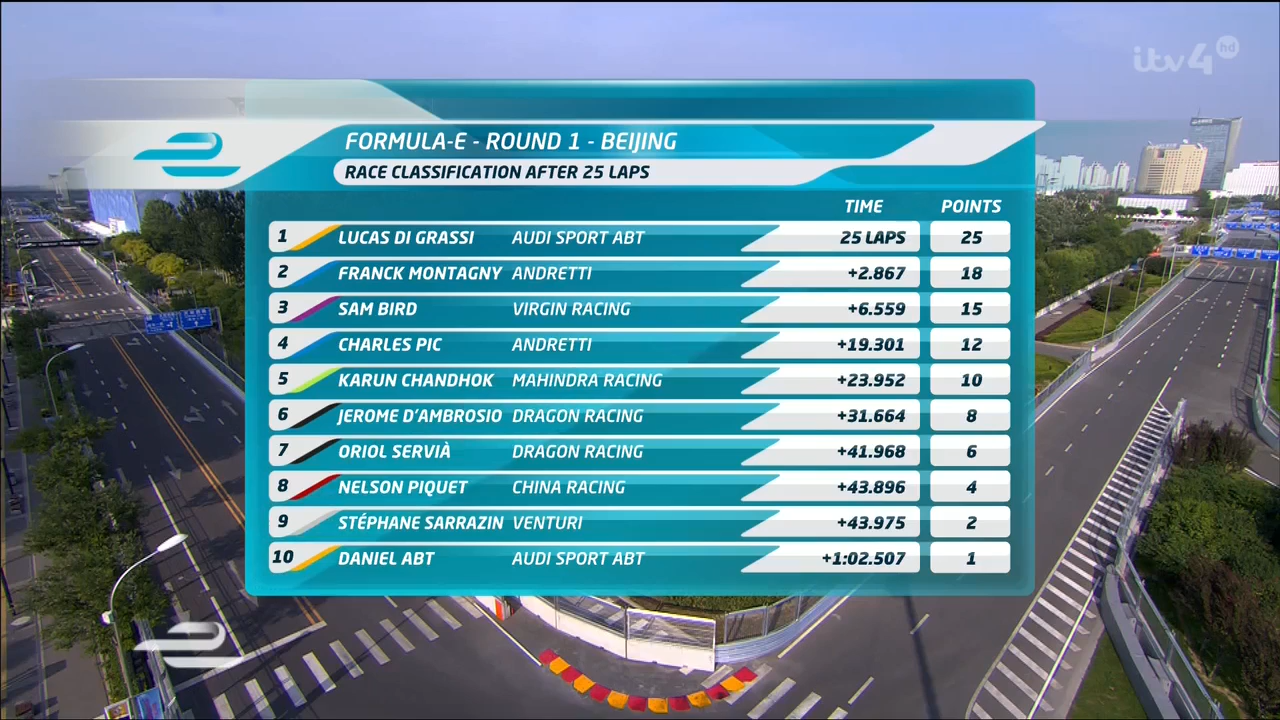 itv4 hd
FORMULA-E - ROUND 1 - BEIJING
RACE CLASSIFICATION AFTER 25 LAPS
TIME POINTS
1 LUCAS DI GRASSI AUDI SPORT ABT 25 LAPS 25
2 FRANCK MONTAGNY ANDRETTI +2.867 18
3 SAM BIRD VIRGIN RACING +6.559 15
4 CHARLES PIC ANDRETTI +19.301 12
5 KARUN CHANDHOK MAHINDRA RACING +23.952 10
6 JEROME D'AMBROSIO DRAGON RACING +31.664 8
7 ORIOL SERVIÀ DRAGON RACING +41.968 6
8 NELSON PIQUET CHINA RACING +43.896 4
9 STÉPHANE SARRAZIN VENTURI +43.975 2
10 DANIEL ABT AUDI SPORT ABT +1:02.507 1